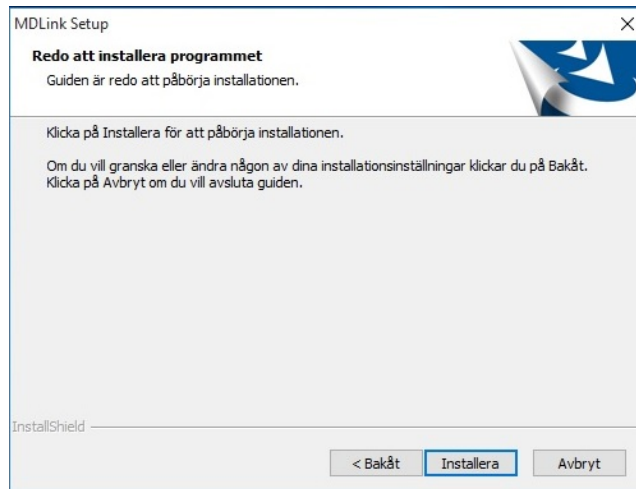 MDLink Setup
Redo att installera programmet
Guiden är redo att påbörja installationen.
Klicka på Installera för att påbörja installationen.
Om du vill granska eller ändra någon av dina installationsinställningar klickar du på Bakåt.
Klicka på Avbryt om du vill avsluta guiden.
InstallShield
< Bakåt
Installera
Avbryt